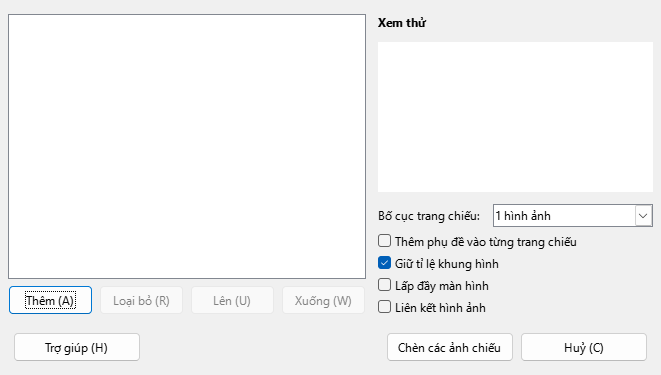 Xem thử
Bố cục trang chiếu: 1 hình ảnh
Thêm phụ đề vào từng trang chiếu
Giữ tỉ lệ khung hình
Lấp đầy màn hình
Liên kết hình ảnh
Thêm (A) Loại bỏ (R) Lên (U) Xuống (W)
Trợ giúp (H) Chèn các ảnh chiếu Huỷ (C)